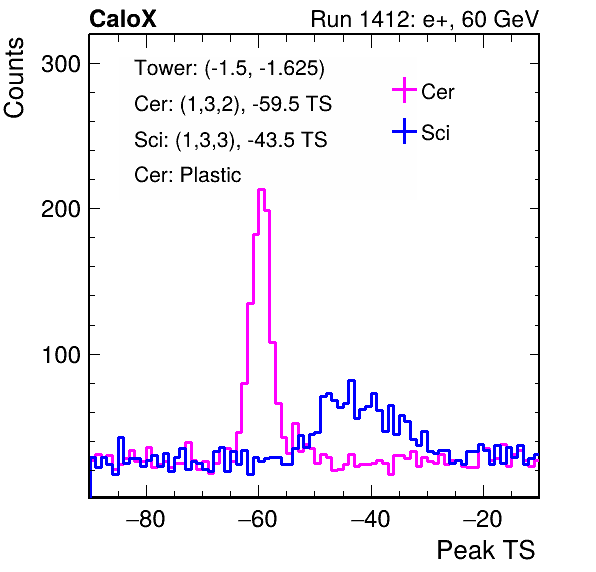 CaloX Run 1412: e+, 60 GeV
Counts
300
200
100
Tower: (-1.5, -1.625)
Cer: (1,3,2), -59.5 TS
Sci: (1,3,3), -43.5 TS
Cer: Plastic
Cer
Sci
−80 −60 −40 −20
Peak TS